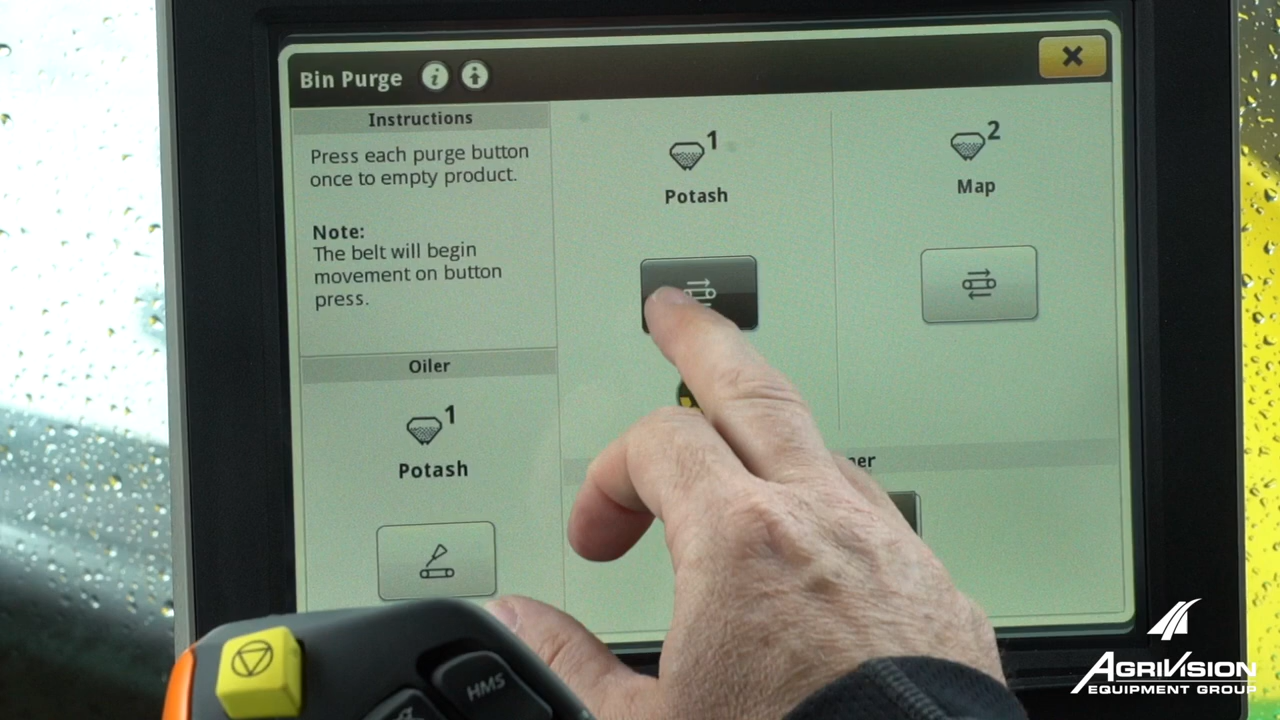 Bin Purge
Instructions
Press each purge button
once to empty product.
Note:
The belt will begin
movement on button
press.
Oiler
1
Potash
1
Potash
2
Map
HMS
AGRIVISION
EQUIPMENT GROUP